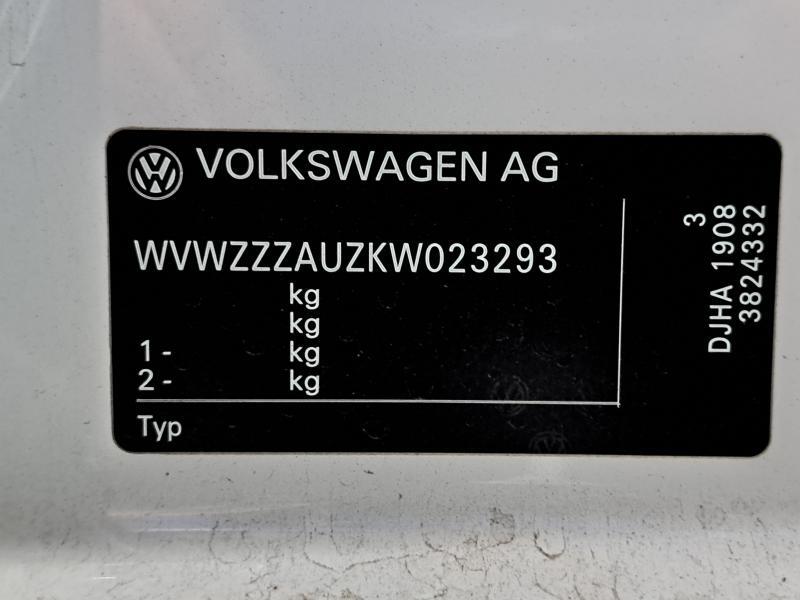 VOLKSWAGEN AG
WVWZZZAUZKW023293
kg
kg
1 - kg
2 - kg
Typ
3
DJHA 1908
3824332